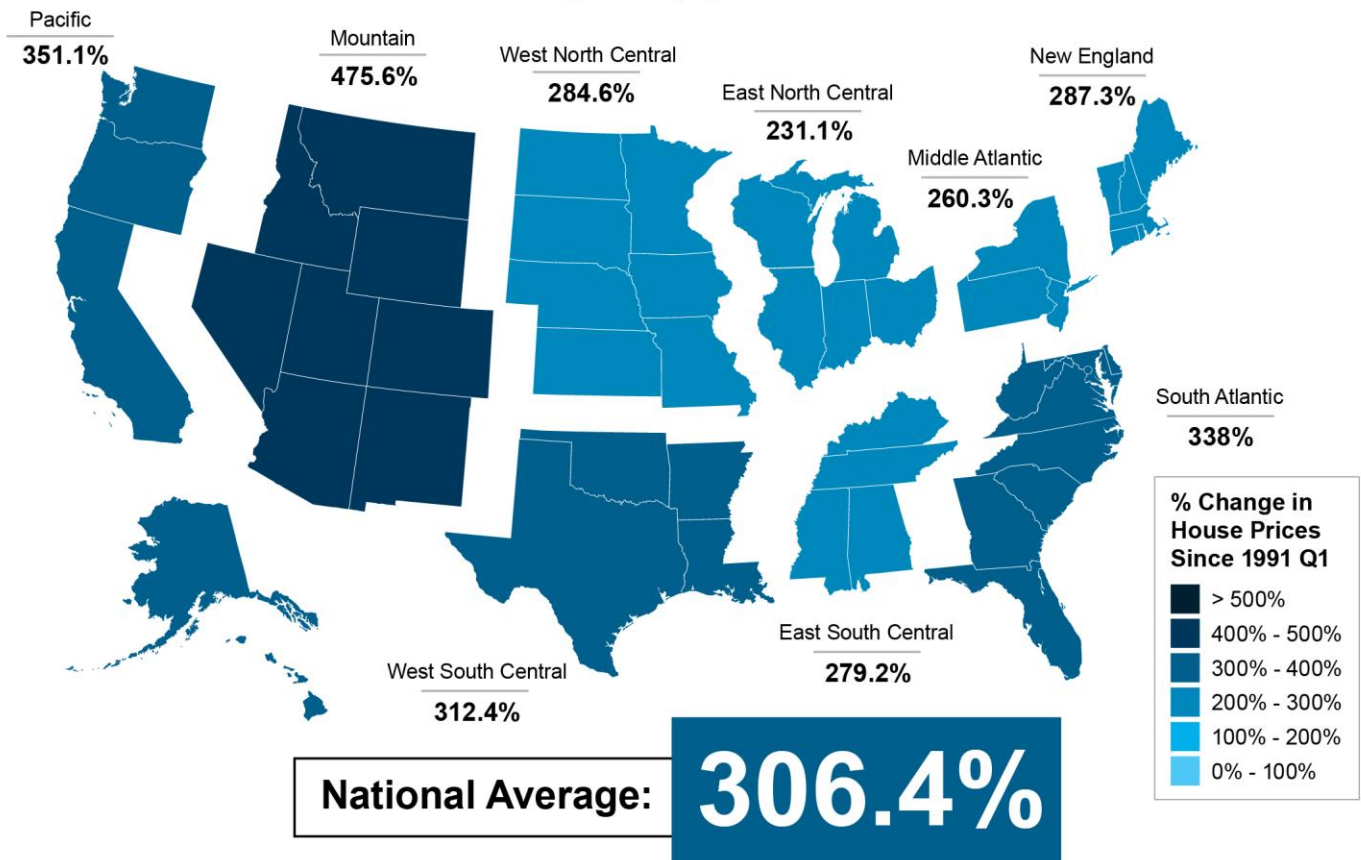 Pacific
351.1%
Mountain
475.6%
West North Central
284.6%
East North Central
231.1%
Middle Atlantic
260.3%
New England
287.3%
South Atlantic
338%
% Change in
House Prices
Since 1991 Q1
> 500%
400% - 500%
300% - 400%
200% - 300%
100% - 200%
0% - 100%
East South Central
279.2%
West South Central
312.4%
National Average:
306.4%